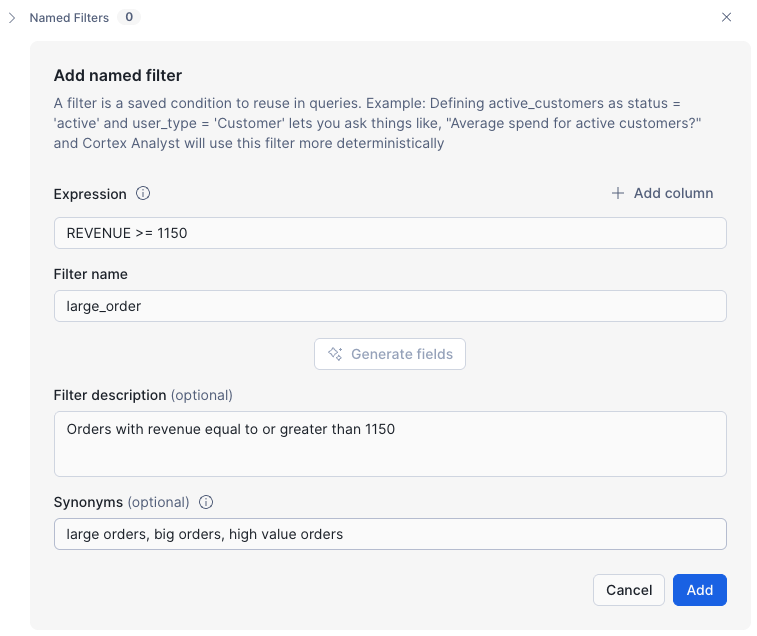 Named Filters 0
Add named filter
A filter is a saved condition to reuse in queries. Example: Defining active_customers as status =
'active' and user_type = 'Customer' lets you ask things like, "Average spend for active customers?"
and Cortex Analyst will use this filter more deterministically
Expression
Add column
REVENUE >= 1150
Filter name
large_order
Generate fields
Filter description (optional)
Orders with revenue equal to or greater than 1150
Synonyms (optional)
large orders, big orders, high value orders
Cancel
Add